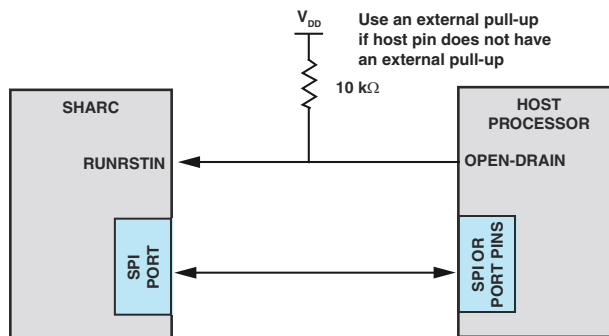 V_DD
Use an external pull-up
if host pin does not have
an external pull-up
10 kΩ
SHARC
HOST
PROCESSOR
RUNRSTIN
OPEN-DRAIN
SPI
PORT
SPI OR
PORT PINS